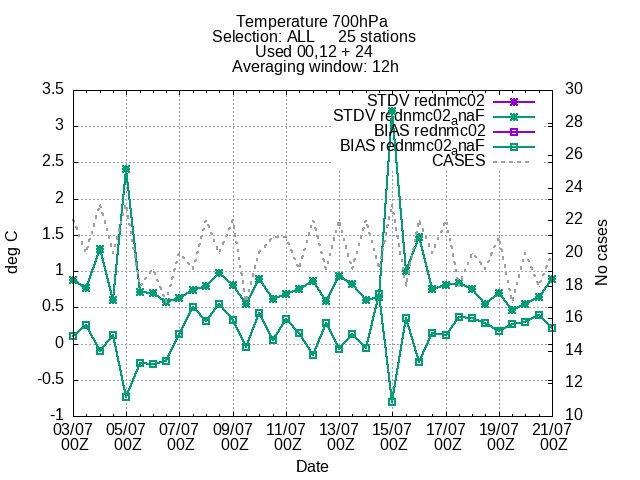 Temperature 700hPa
Selection: ALL 25 stations
Used 00,12 + 24
Averaging window: 12h
3.5
3
2.5
2
1.5
1
0.5
0
-0.5
-1
deg C
30
28
26
24
22
20
18
16
14
12
10
No cases
STDV rednmc02
STDV rednmc02anaF
BIAS rednmc02
BIAS rednmc02anaF
CASES
03/07 05/07 07/07 09/07 11/07 13/07 15/07 17/07 19/07 21/07
00Z 00Z 00Z 00Z 00Z 00Z 00Z 00Z 00Z 00Z
Date